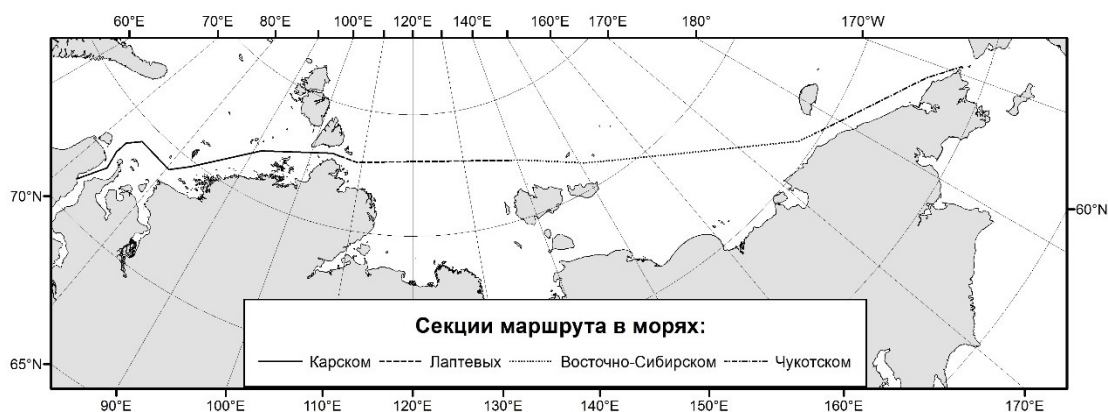 60°E 70°E 80°E 90°E 100°E 120°E 140°E 150°E 160°E 170°E 180° 170°W
70°N
60°N
Секции маршрута в морях:
Карском Лаптевых Восточно-Сибирском Чукотском
65°N
90°E 100°E 110°E 120°E 130°E 140°E 150°E 160°E 170°E